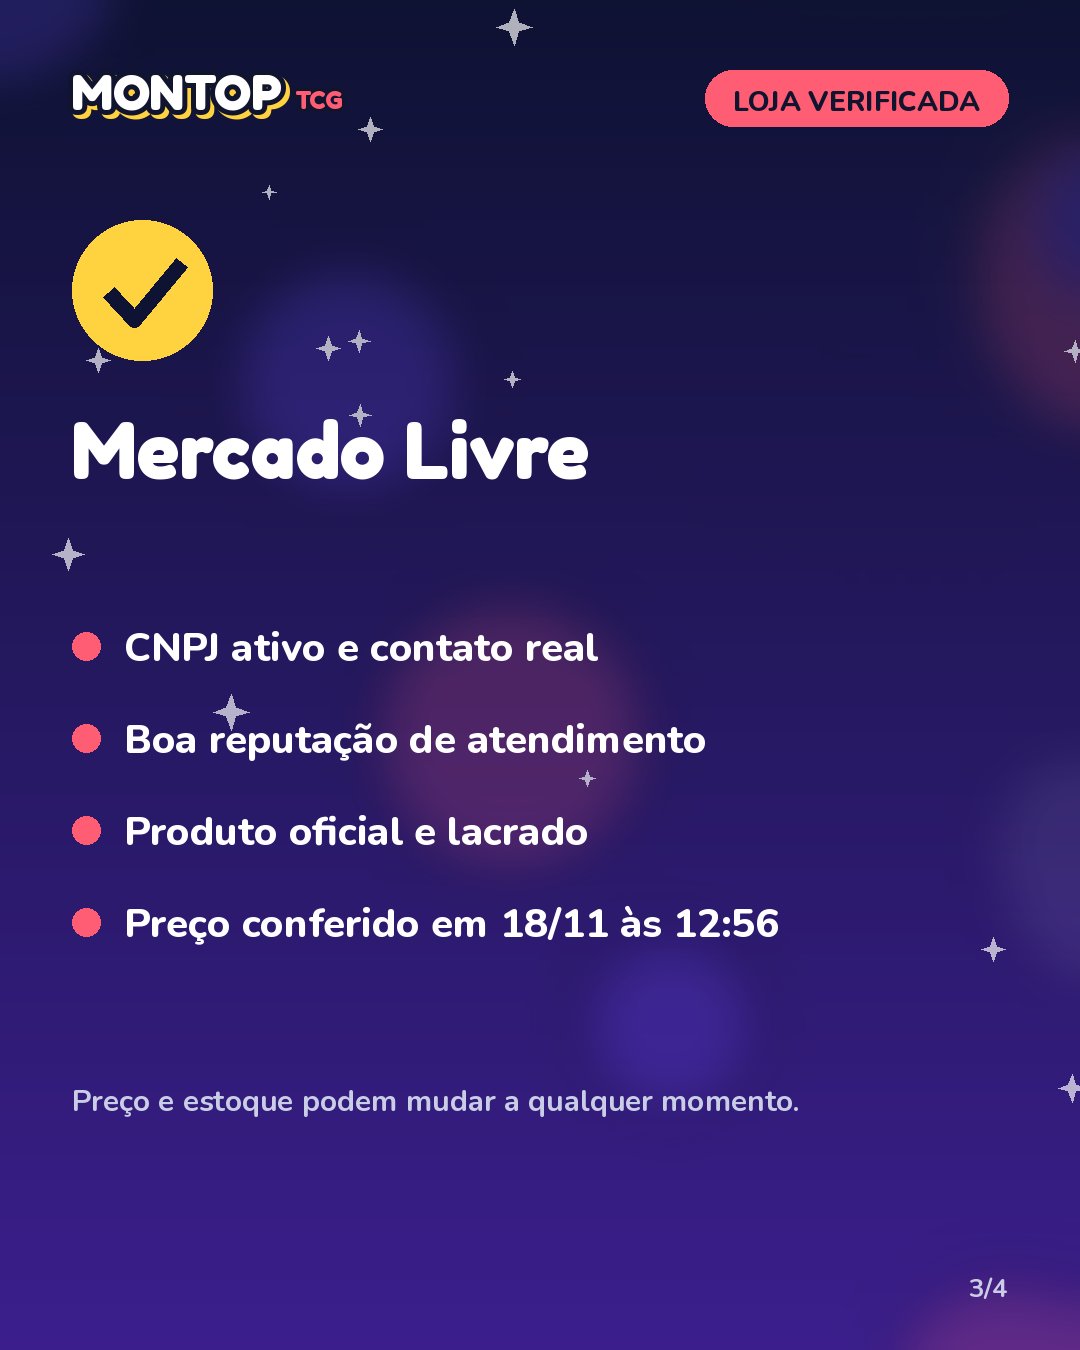 MONTOP TCG
LOJA VERIFICADA
Mercado Livre
CNPJ ativo e contato real
Boa reputação de atendimento
Produto oficial e lacrado
Preço conferido em 18/11 às 12:56
Preço e estoque podem mudar a qualquer momento.
3/4